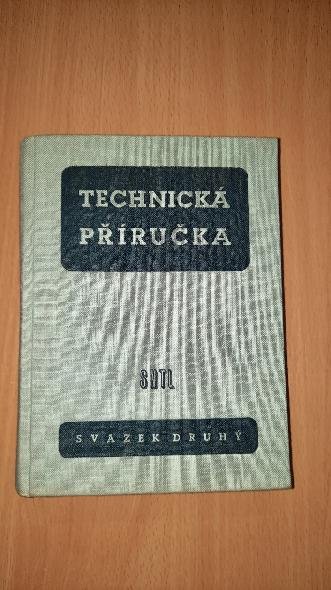 TECHNICKÁ
PŘÍRUČKA
SNTL
SVAZEK DRUHÝ